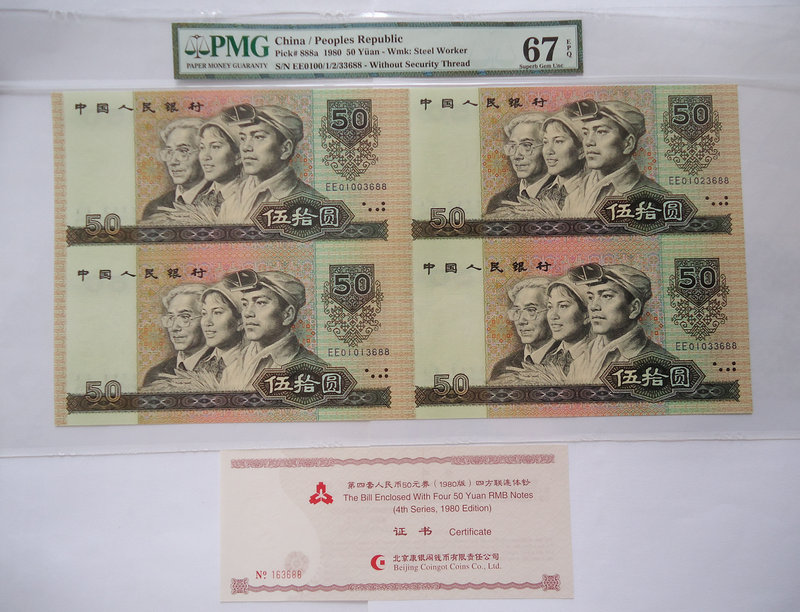 PMG
PAPER MONEY GUARANTY
China / Peoples Republic
Pick# 888a 1980 50 Yüan - Wmk: Steel Worker
S/N EE0100/1/2/33688 - Without Security Thread
67 EPQ
Superb Gem Unc
中国人民银行
50
EE01003688
50
伍拾圆
中国人民银行
50
EE01023688
50
伍拾圆
中国人民银行
50
EE01013688
50
伍拾圆
中国人民银行
50
EE01033688
50
伍拾圆
第四套人民币50元券(1980版)四方联连体钞
The Bill Enclosed With Four 50 Yuan RMB Notes
(4th Series, 1980 Edition)
证 书 Certificate
北京康银阁钱币有限责任公司
Beijing Coingot Coins Co., Ltd.
№ 163688